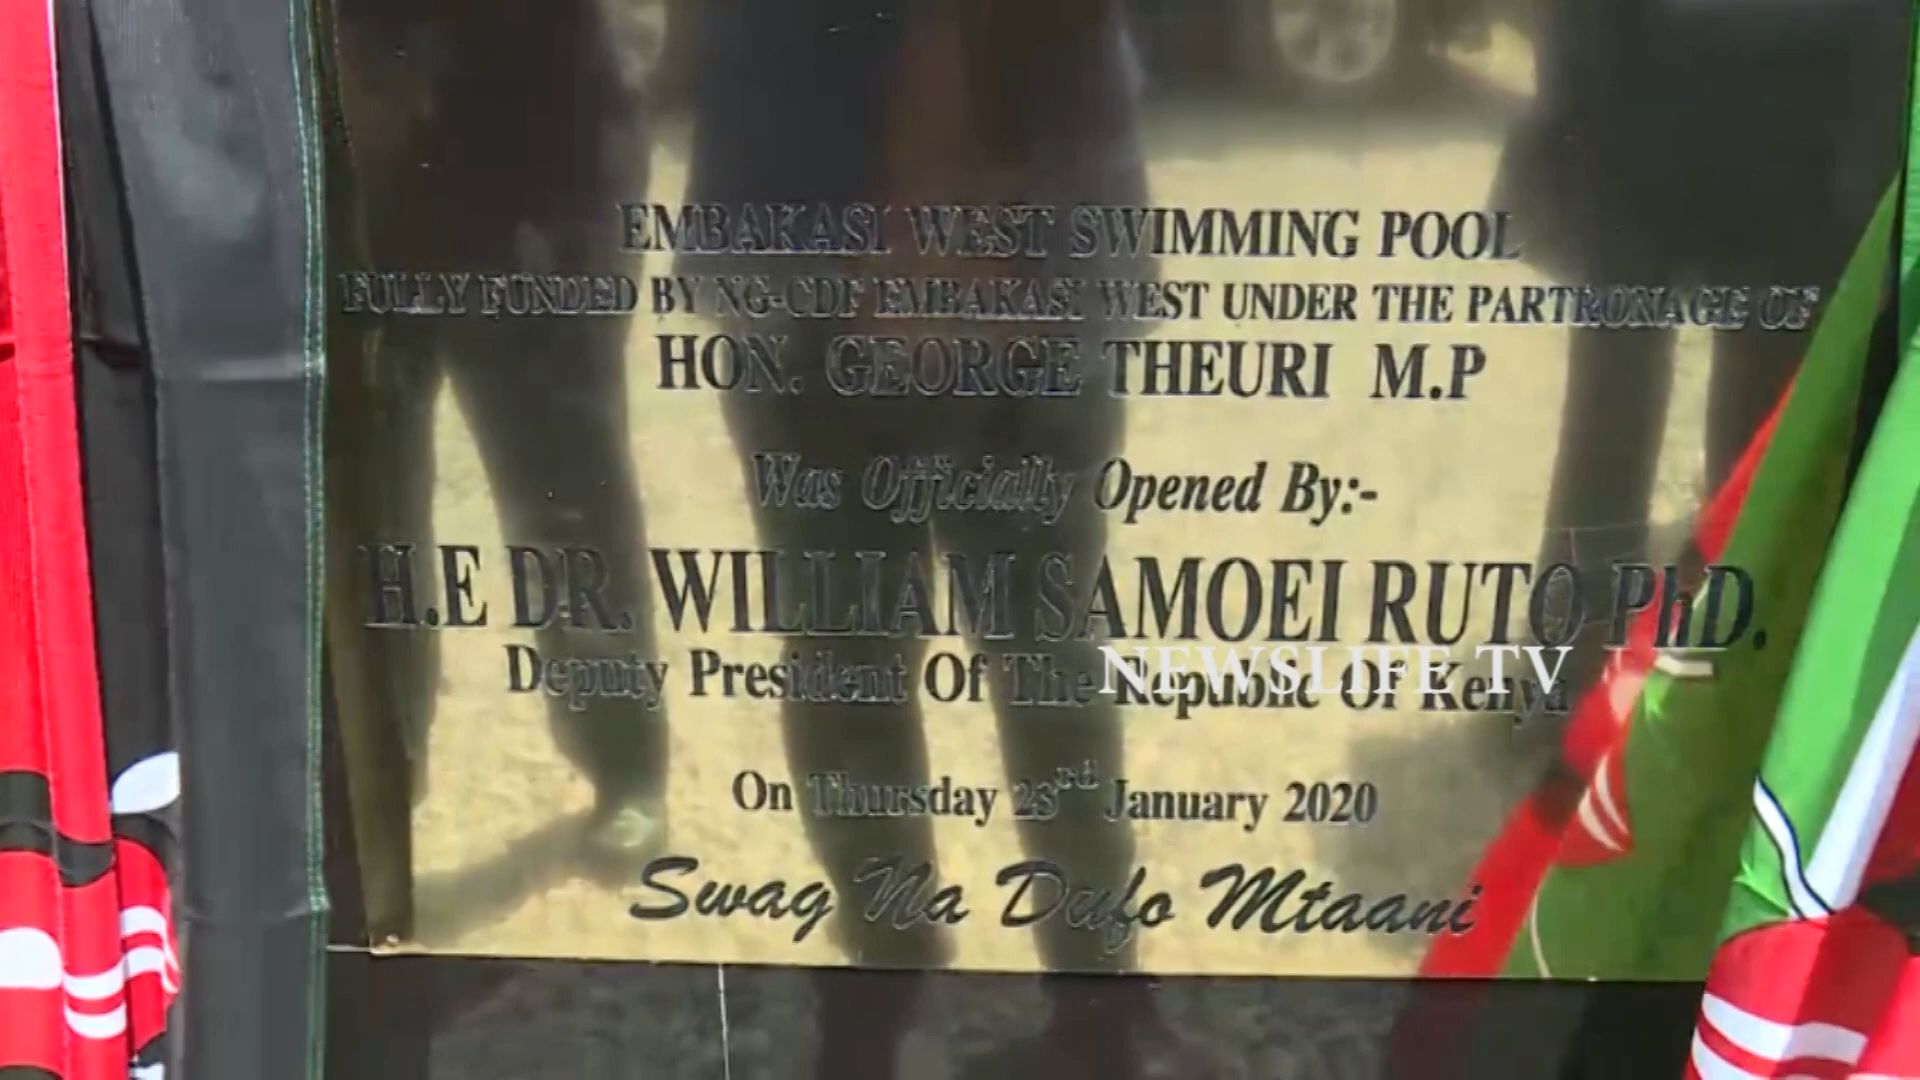 EMBAKASI WEST SWIMMING POOL
FULLY FUNDED BY NG-CDF EMBAKASI WEST UNDER THE PARTRONAGE OF
HON. GEORGE THEURI M.P
Was Officially Opened By:-
H.E DR. WILLIAM SAMOEI RUTO PhD.
Deputy President Of The Republic Of Kenya
NEWSLIFE TV
On Thursday 23rd January 2020
Swag Na Dufo Mtaani